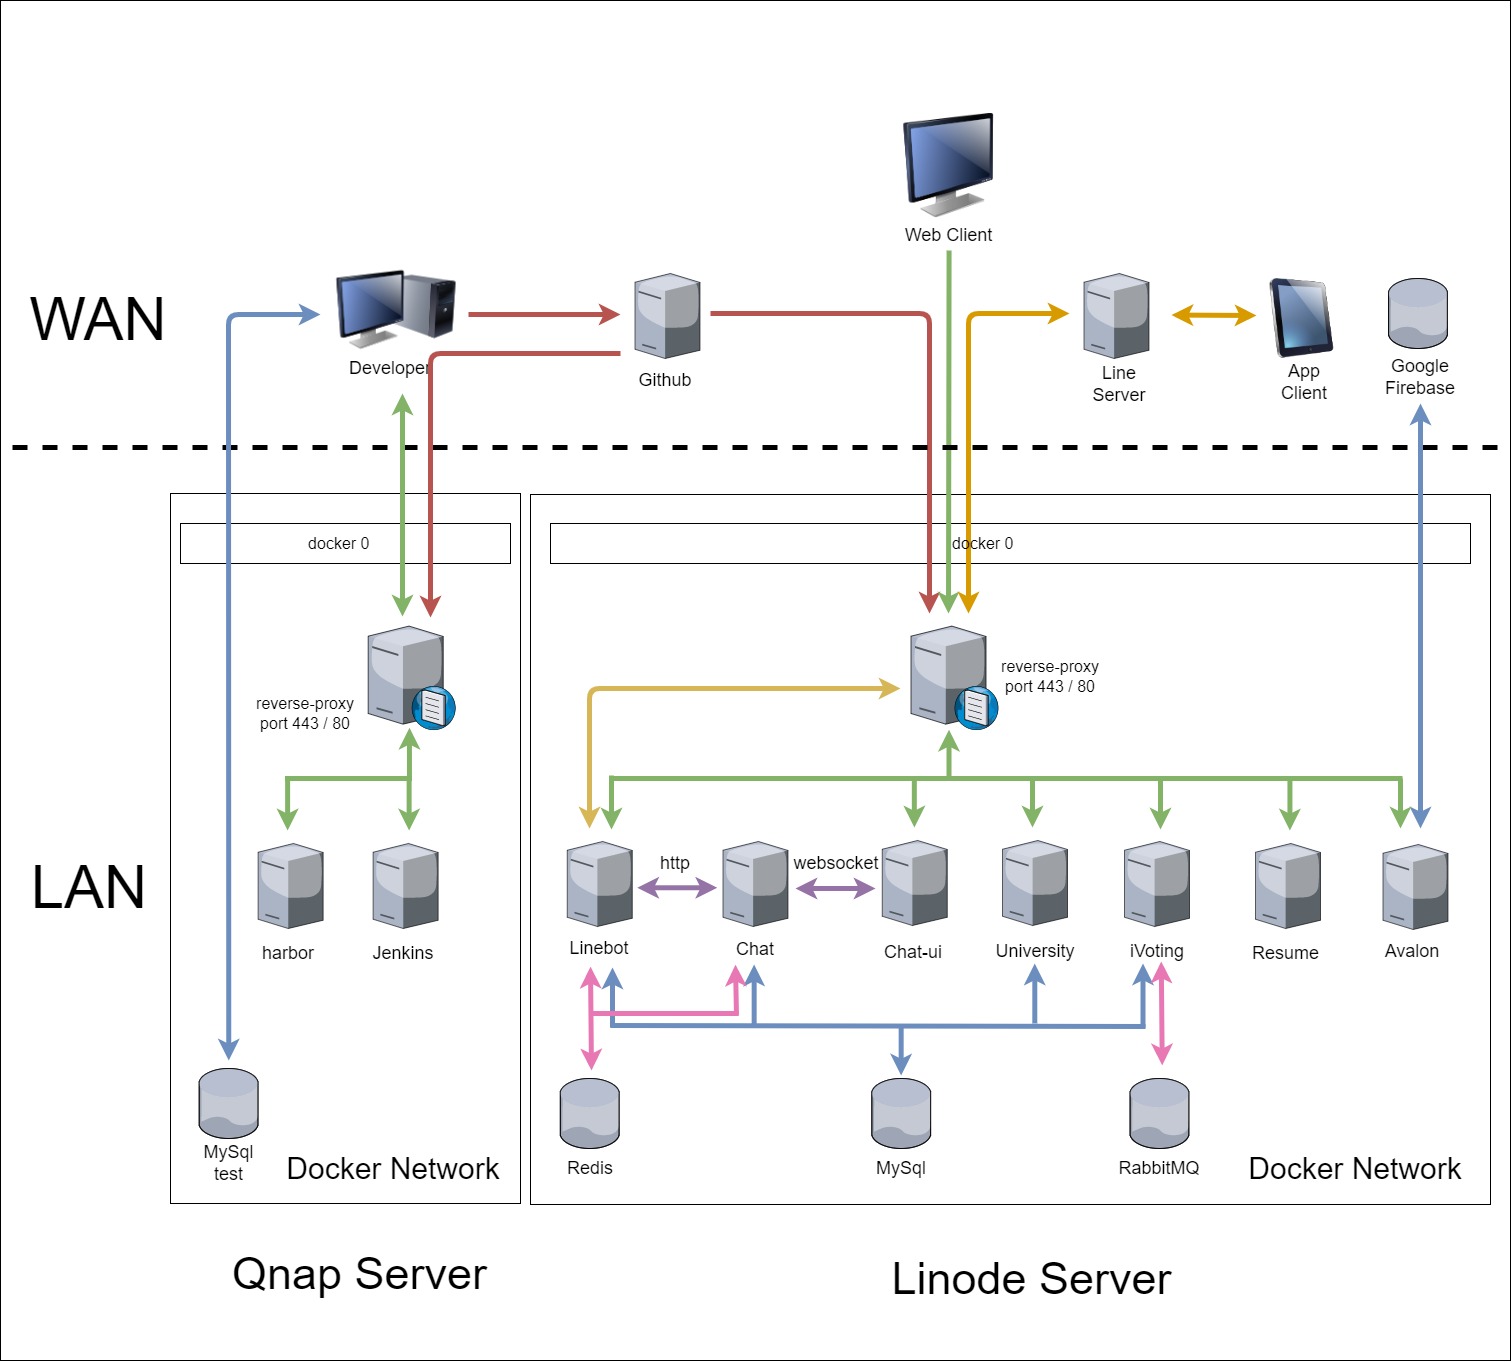 Web Client
WAN
Developer
Github
Line
Server
App
Client
Google
Firebase
docker 0
docker 0
reverse-proxy
port 443 / 80
reverse-proxy
port 443 / 80
LAN
http
websocket
harbor
Jenkins
Linebot
Chat
Chat-ui
University
iVoting
Resume
Avalon
MySql
test
Docker Network
Redis
MySql
RabbitMQ
Docker Network
Qnap Server
Linode Server